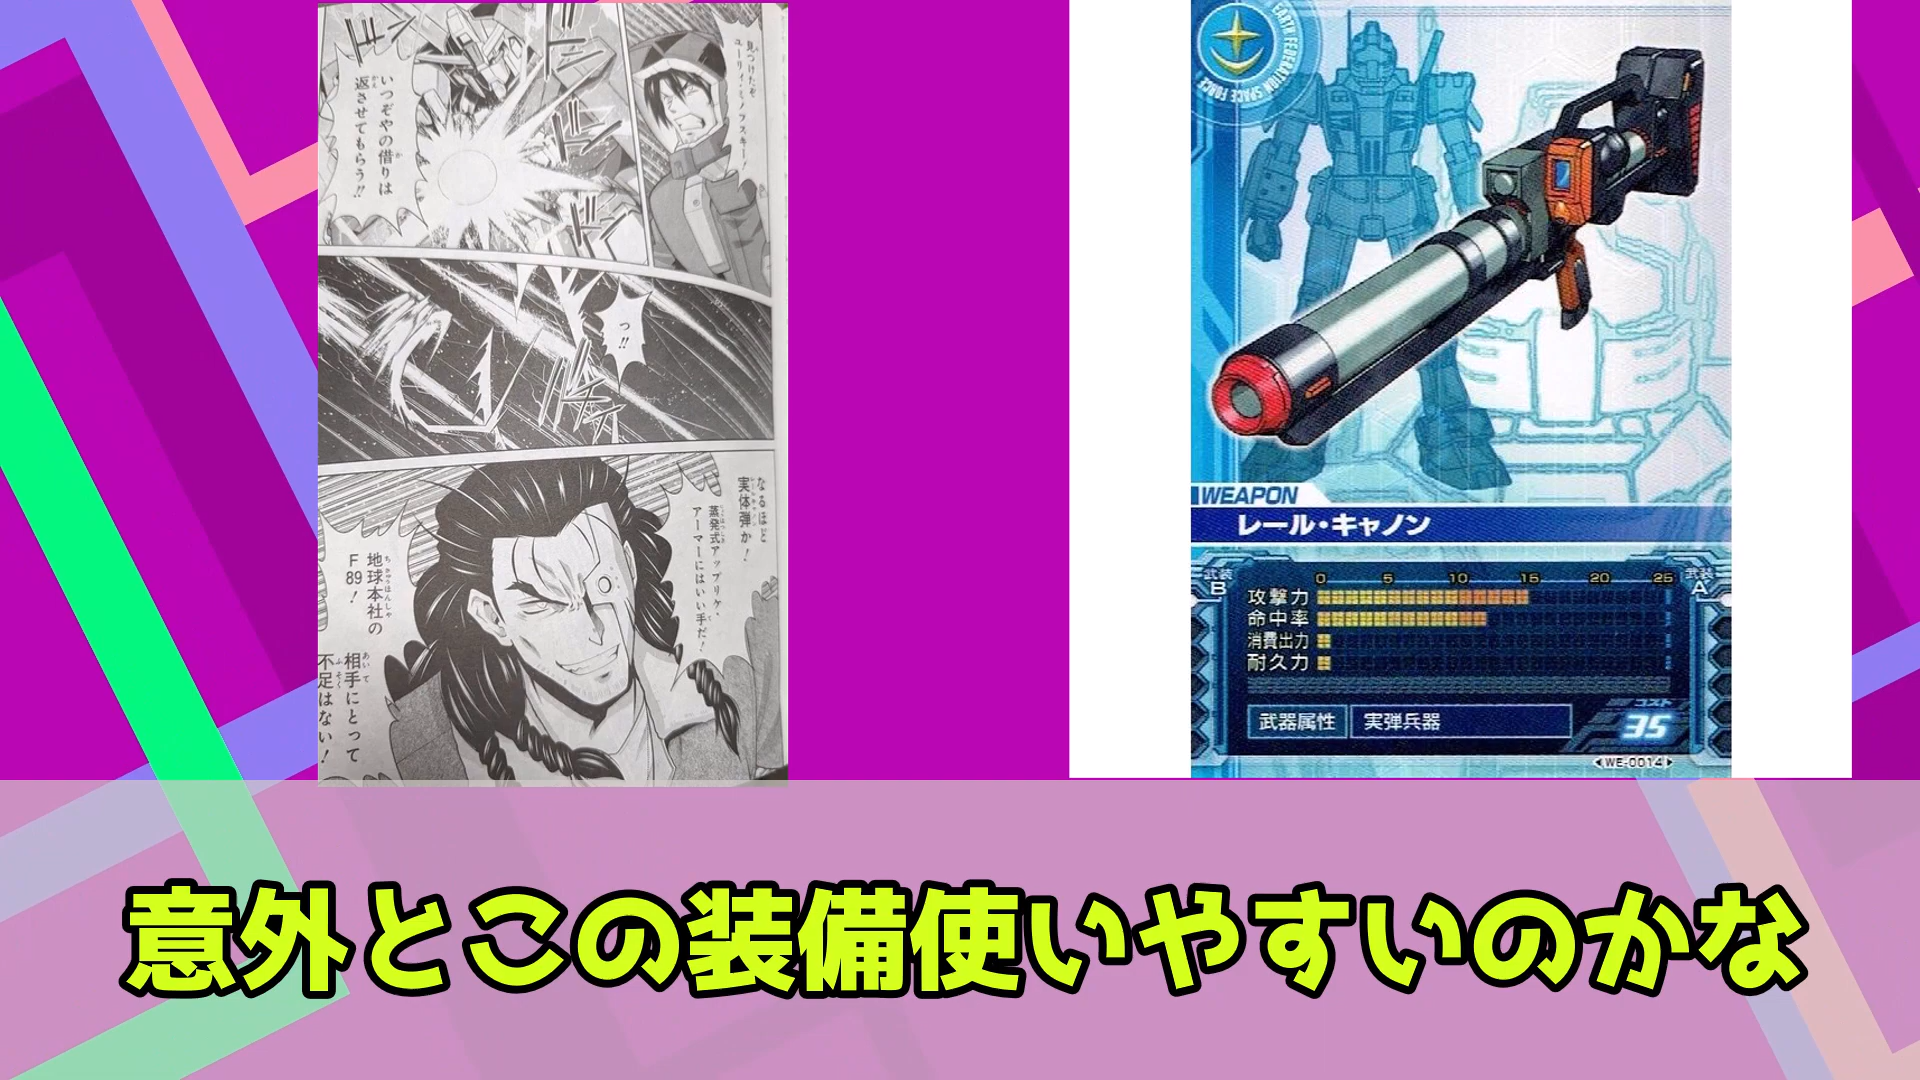 見つけたぞ
ユーリィ・ミノフスキー！
いつぞやの借りは
返させてもらう!!
っ!!
なるほど
実体弾か！
蒸発式アップリケ・
アーマーにはいい手だ！
地球本社の
F89！
相手にとって
不足はない！
EARTH FEDERATION SPACE FORCE
WEAPON
レール・キャノン
武装
B
0 5 10 15 20 25
武装
A
攻撃力
命中率
消費出力
耐久力
武器属性 実弾兵器
コスト
35
WE-0014
意外とこの装備使いやすいのかな